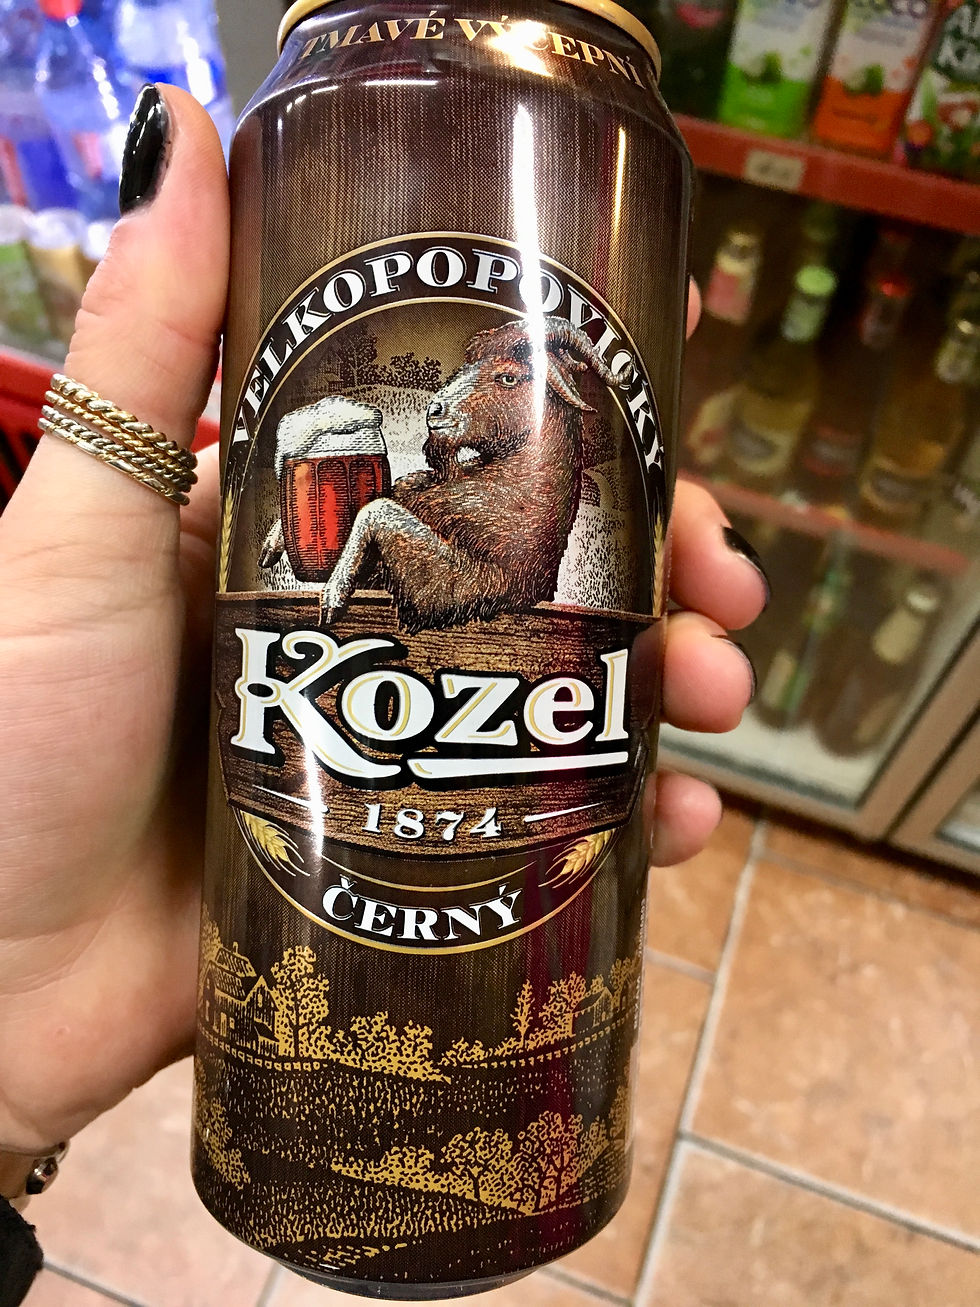 TMAVÉ VÝČEPNÍ
VELKOPOPOVICKÝ
Kozel
1874
ČERNÝ